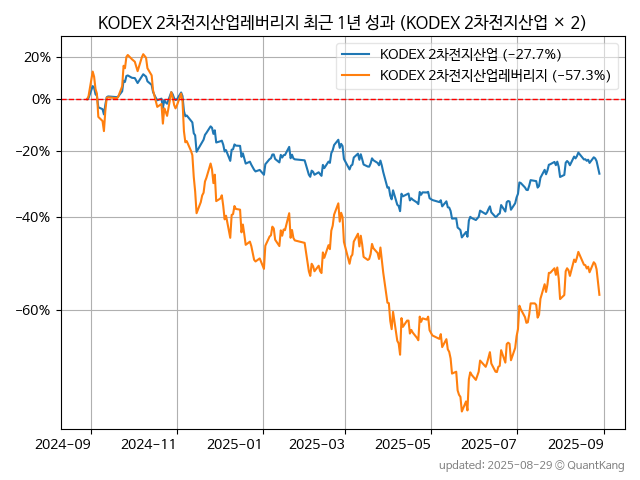 KODEX 2차전지산업레버리지 최근 1년 성과 (KODEX 2차전지산업 × 2)
KODEX 2차전지산업 (−27.7%)
KODEX 2차전지산업레버리지 (−57.3%)
20%
0%
−20%
−40%
−60%
2024-09 2024-11 2025-01 2025-03 2025-05 2025-07 2025-09
updated: 2025-08-29 © QuantKang